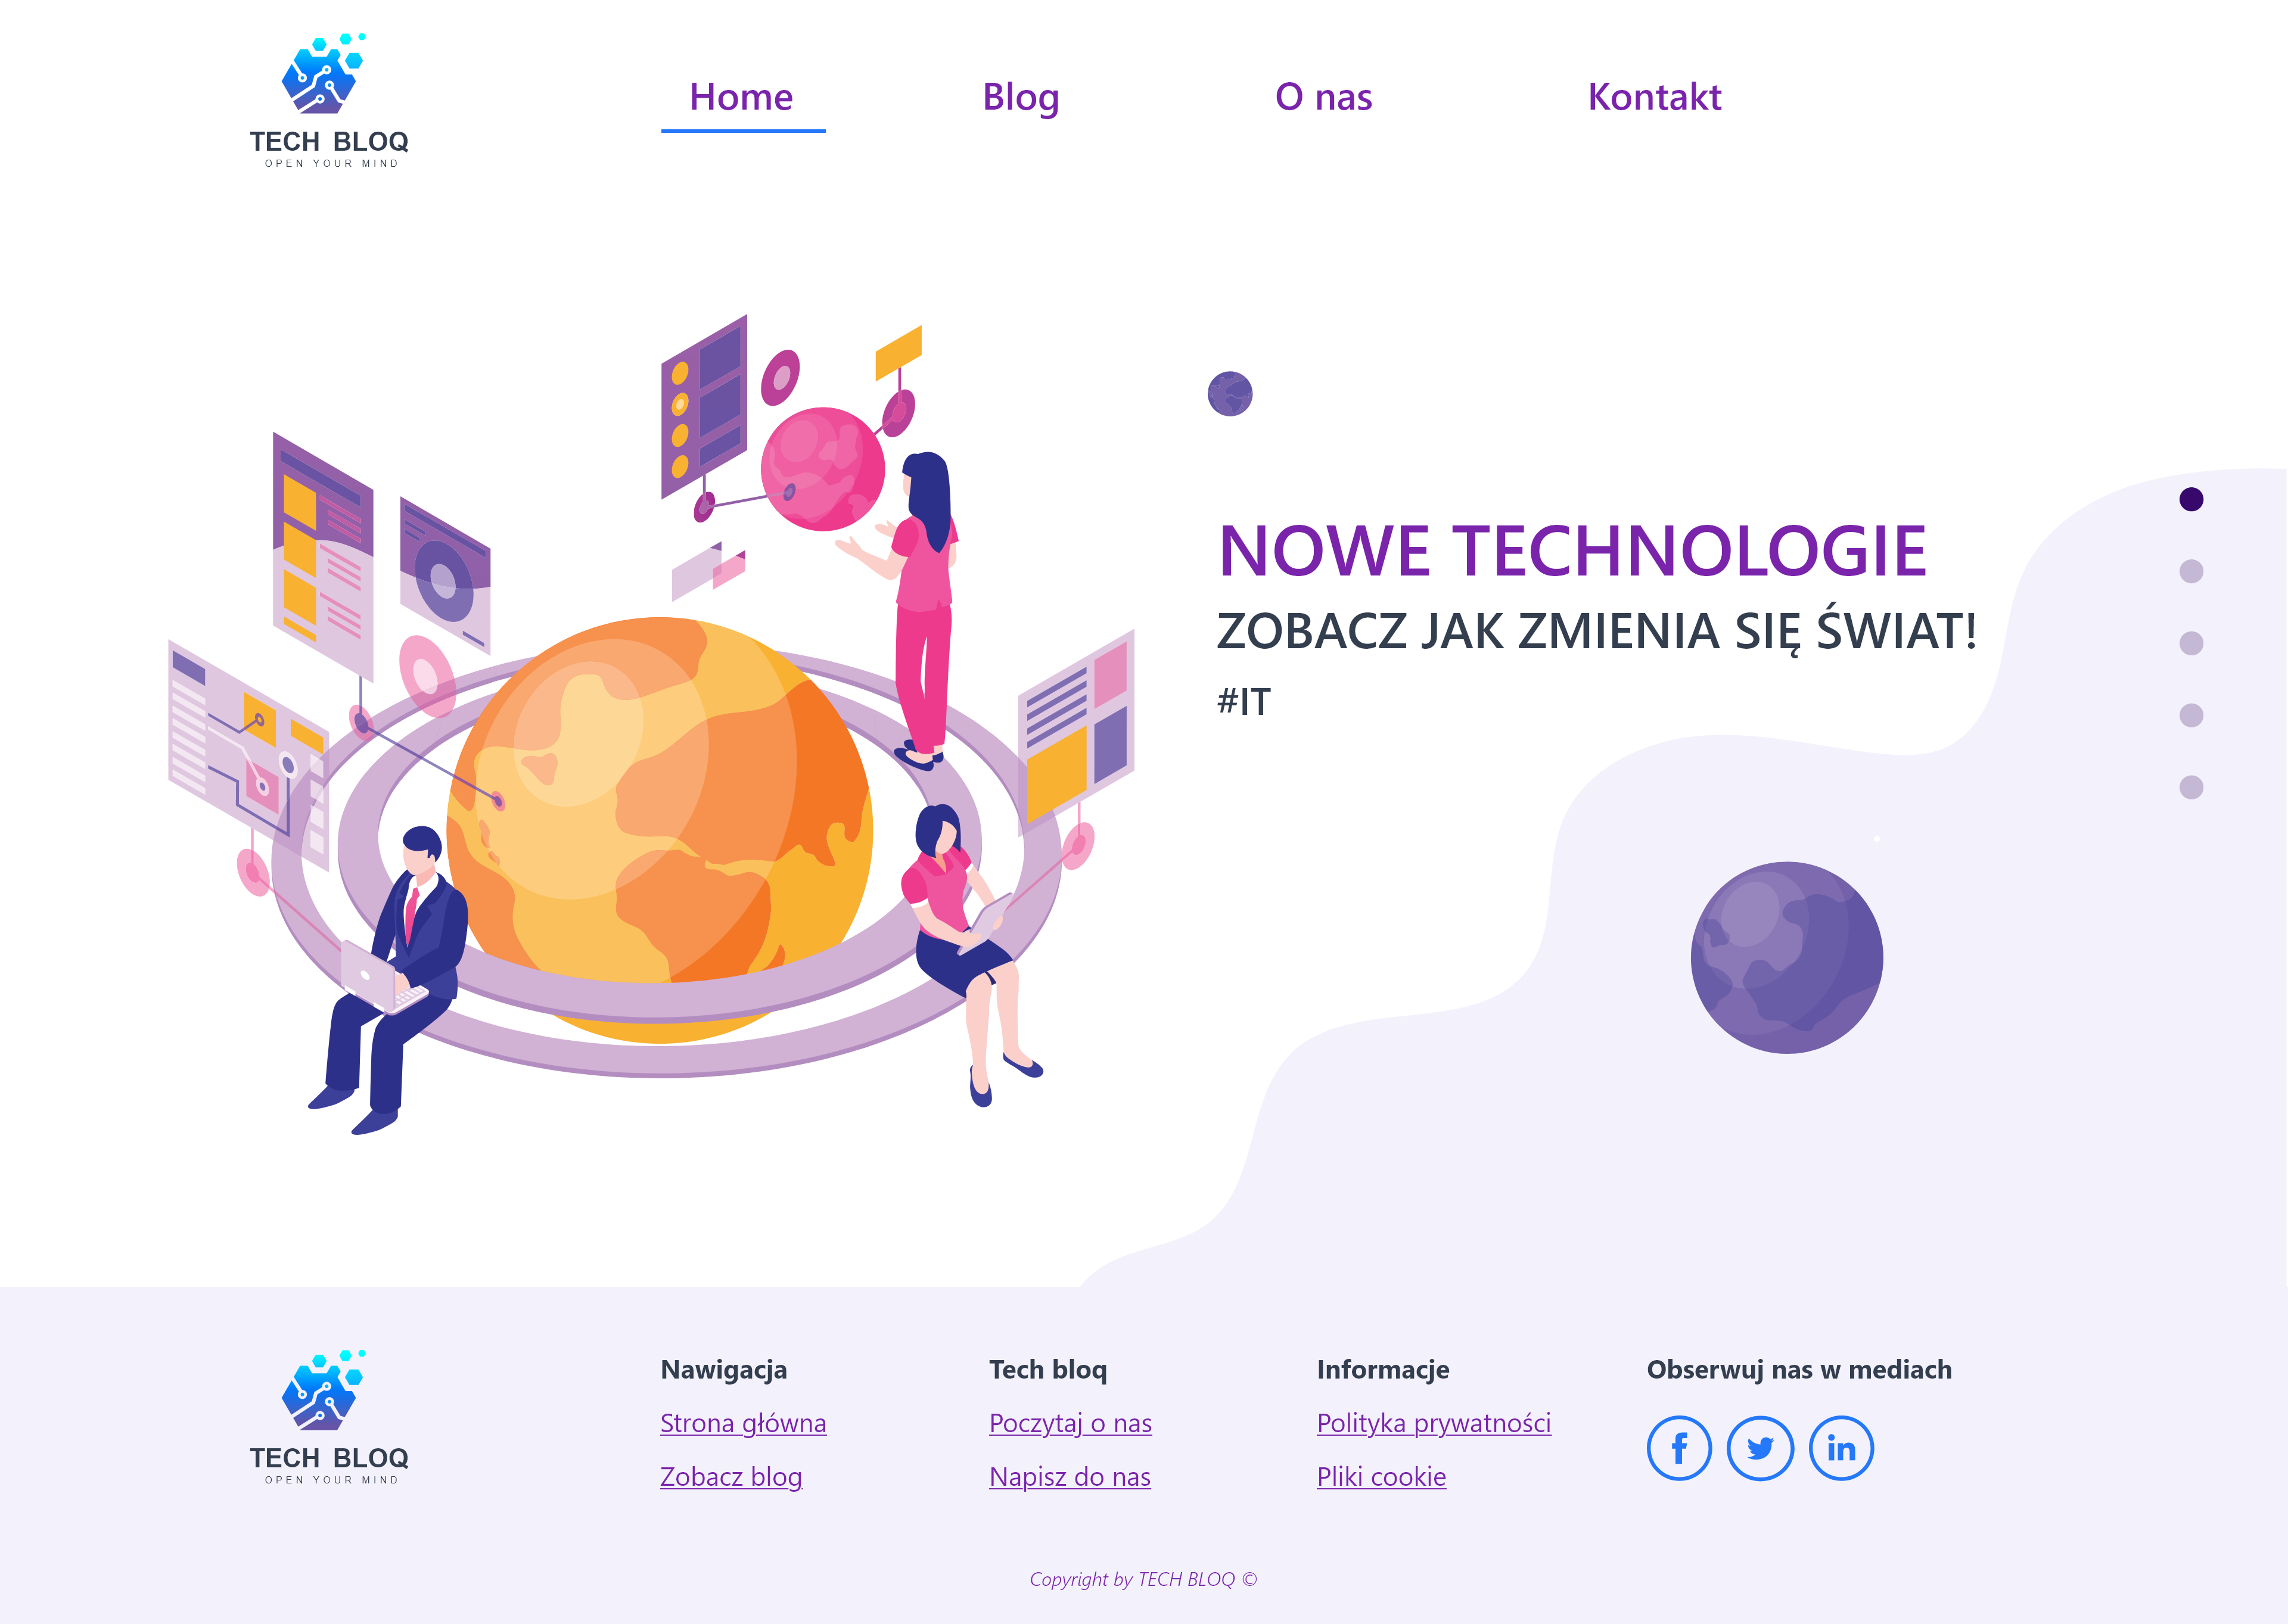 TECH BLOQ
OPEN YOUR MIND
Home
Blog
O nas
Kontakt
NOWE TECHNOLOGIE
ZOBACZ JAK ZMIENIA SIĘ ŚWIAT!
#IT
TECH BLOQ
OPEN YOUR MIND
Nawigacja
Strona główna
Zobacz blog
Tech bloq
Poczytaj o nas
Napisz do nas
Informacje
Polityka prywatności
Pliki cookie
Obserwuj nas w mediach
f
in
Copyright by TECH BLOQ ©